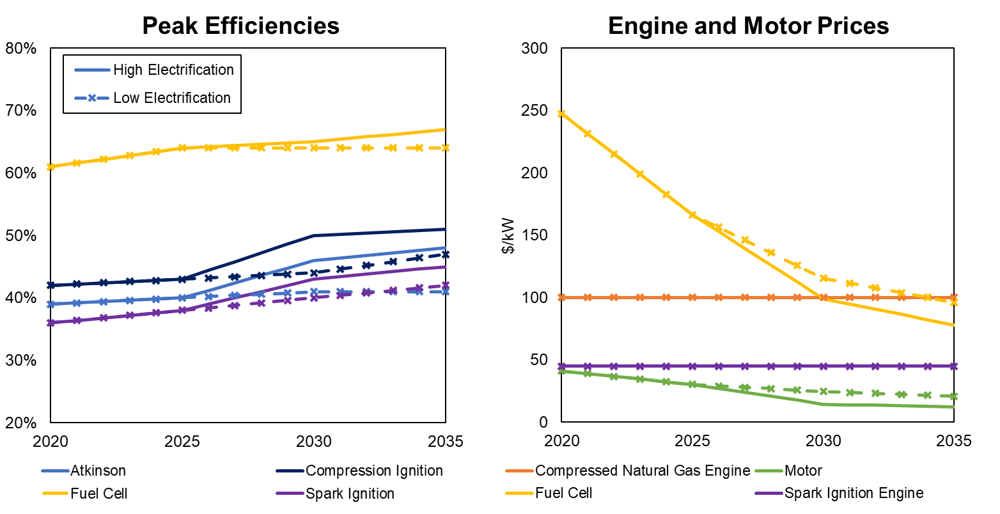 Peak Efficiencies
80%
70%
60%
50%
40%
30%
20%
High Electrification
Low Electrification
2020 2025 2030 2035
Atkinson Compression Ignition
Fuel Cell Spark Ignition
Engine and Motor Prices
$/kW
300
250
200
150
100
50
0
2020 2025 2030 2035
Compressed Natural Gas Engine Motor
Fuel Cell Spark Ignition Engine